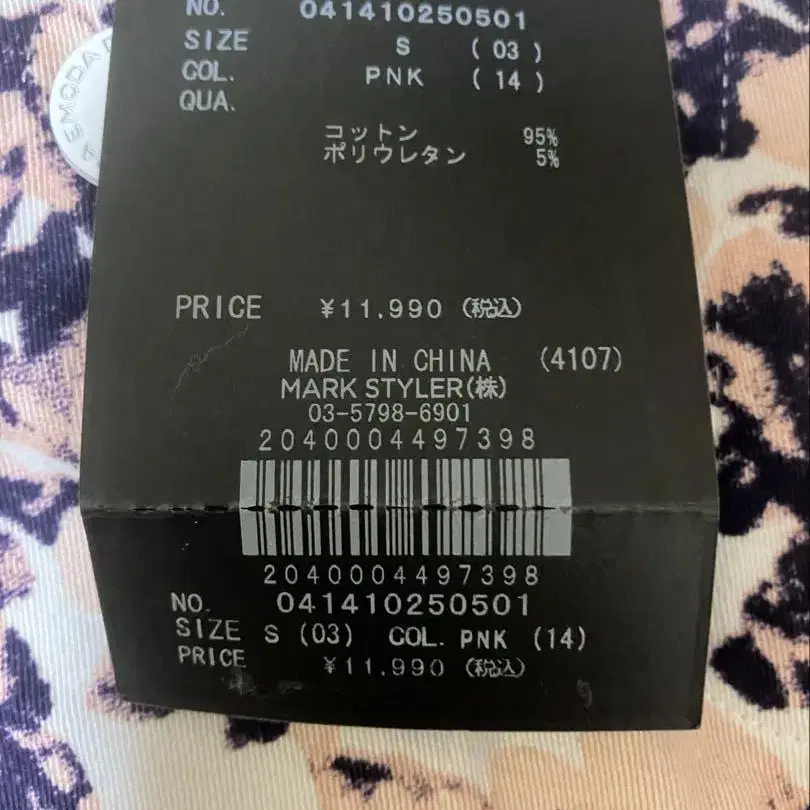 EMODA
NO. 041410250501
SIZE S (03)
COL. PNK (14)
QUA.
コットン 95%
ポリウレタン 5%
PRICE ¥11.990 (税込)
MADE IN CHINA (4107)
MARK STYLER(株)
03-5798-6901
2040004497398
2040004497398
NO. 041410250501
SIZE S (03) COL. PNK (14)
PRICE ¥11.990 (税込)